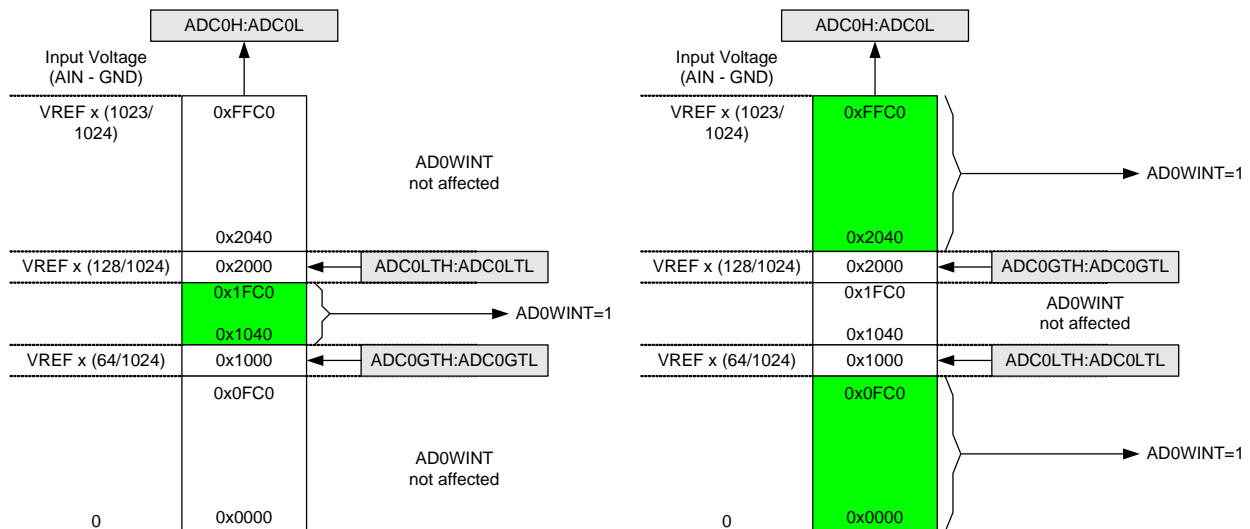 ADC0H:ADC0L
Input Voltage
(AIN - GND)
VREF x (1023/
1024)
0xFFC0
AD0WINT
not affected
0x2040
VREF x (128/1024)
0x2000
ADC0LTH:ADC0LTL
0x1FC0
AD0WINT=1
0x1040
VREF x (64/1024)
0x1000
ADC0GTH:ADC0GTL
0x0FC0
AD0WINT
not affected
0
0x0000
ADC0H:ADC0L
Input Voltage
(AIN - GND)
VREF x (1023/
1024)
0xFFC0
AD0WINT=1
0x2040
VREF x (128/1024)
0x2000
ADC0GTH:ADC0GTL
0x1FC0
AD0WINT
not affected
0x1040
VREF x (64/1024)
0x1000
ADC0LTH:ADC0LTL
0x0FC0
AD0WINT=1
0
0x0000